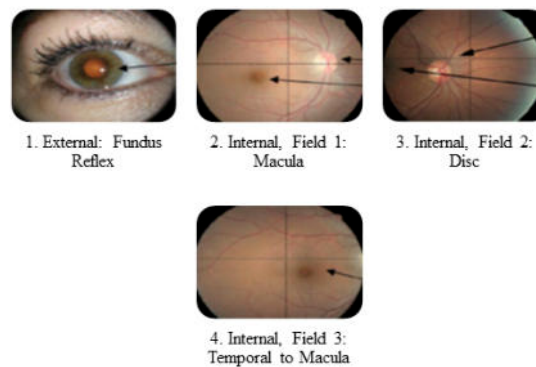 1. External: Fundus
Reflex
2. Internal, Field 1:
Macula
3. Internal, Field 2:
Disc
4. Internal, Field 3:
Temporal to Macula